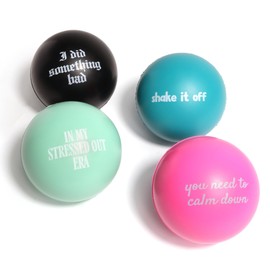 I did
something
bad
shake it off
IN MY
STRESSED OUT
ERA
you need to
calm down